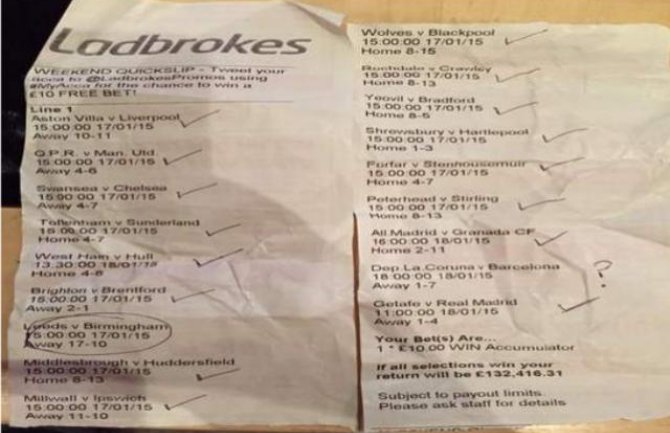 Ladbrokes
WEEKEND QUICKSLIP - Tweet your
acca to @LadbrokesPromos using
#MyAcca for the chance to win a
£10 FREE BET!
Line 1
Aston Villa v Liverpool
15:00:00 17/01/15
Away 10-11
Q.P.R. v Man. Utd.
15:00:00 17/01/15
Away 4-6
Swansea v Chelsea
15:00:00 17/01/15
Away 4-7
Tottenham v Sunderland
15:00:00 17/01/15
Home 4-7
West Ham v Hull
13:30:00 18/01/15
Home 4-6
Brighton v Brentford
15:00:00 17/01/15
Away 2-1
Leeds v Birmingham
15:00:00 17/01/15
Away 17-10
Middlesbrough v Huddersfield
15:00:00 17/01/15
Home 8-13
Millwall v Ipswich
15:00:00 17/01/15
Away 11-10
Wolves v Blackpool
15:00:00 17/01/15
Home 8-15
Rochdale v Crawley
15:00:00 17/01/15
Home 8-13
Yeovil v Bradford
15:00:00 17/01/15
Home 8-5
Shrewsbury v Hartlepool
15:00:00 17/01/15
Home 1-3
Forfar v Stenhousemuir
15:00:00 17/01/15
Home 4-7
Peterhead v Stirling
15:00:00 17/01/15
Home 8-13
Atl Madrid v Granada CF
16:00:00 18/01/15
Home 2-11
Dep La Coruna v Barcelona
18:00:00 18/01/15
Away 1-7
?
Getafe v Real Madrid
11:00:00 18/01/15
Away 1-4
Your Bet(s) Are...
1 * £10.00 WIN Accumulator
If all selections win your
return will be £132,416.31
Subject to payout limits.
Please ask staff for details